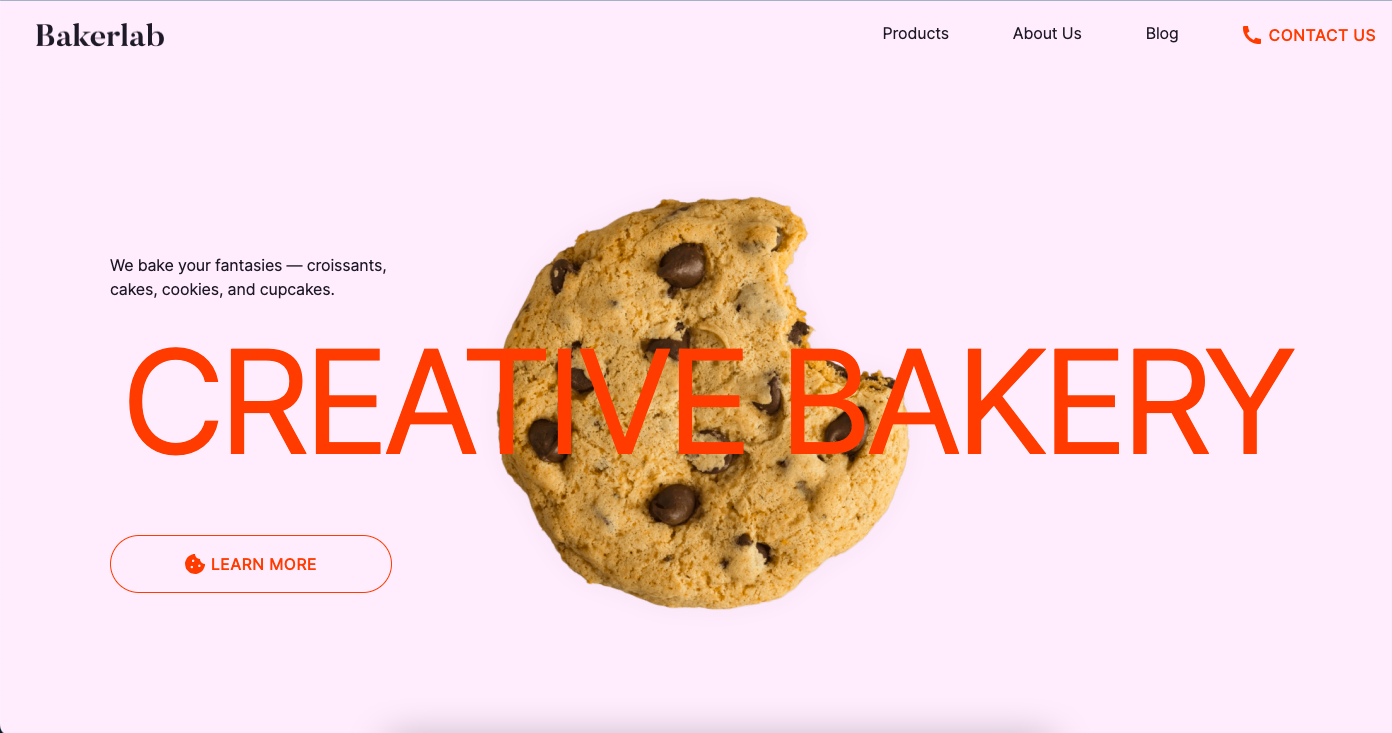 Bakerlab
Products
About Us
Blog
CONTACT US
We bake your fantasies — croissants,
cakes, cookies, and cupcakes.
CREATIVE BAKERY
LEARN MORE